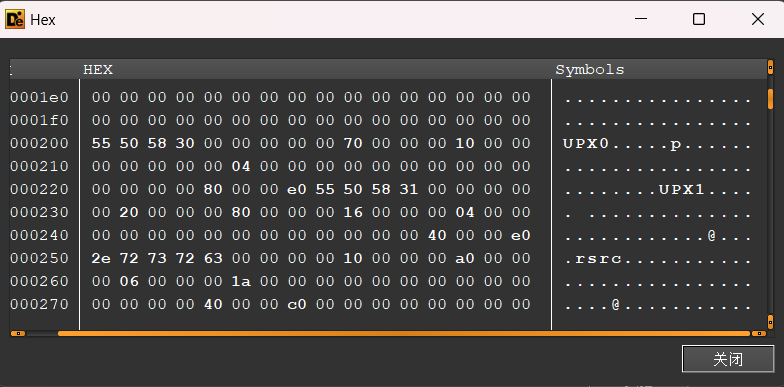 Hex
HEX Symbols
0001e0 00 00 00 00 00 00 00 00 00 00 00 00 00 00 00 00 ................
0001f0 00 00 00 00 00 00 00 00 00 00 00 00 00 00 00 00 ................
000200 55 50 58 30 00 00 00 00 00 70 00 00 00 10 00 00 UPX0.....p......
000210 00 00 00 00 00 04 00 00 00 00 00 00 00 00 00 00 ................
000220 00 00 00 00 80 00 00 e0 55 50 58 31 00 00 00 00 ........UPX1....
000230 00 20 00 00 00 80 00 00 00 16 00 00 00 04 00 00 . ..............
000240 00 00 00 00 00 00 00 00 00 00 00 00 40 00 00 e0 ............@...
000250 2e 72 73 72 63 00 00 00 00 10 00 00 00 a0 00 00 .rsrc...........
000260 00 06 00 00 00 1a 00 00 00 00 00 00 00 00 00 00 ................
000270 00 00 00 00 40 00 00 c0 00 00 00 00 00 00 00 00 ....@...........
关闭